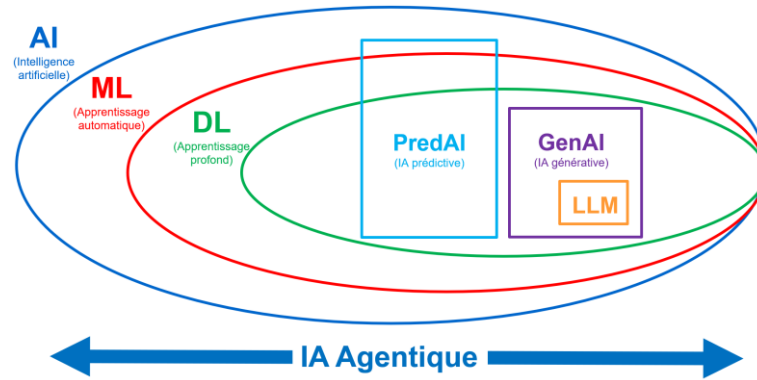 AI
(Intelligence
artificielle)
ML
(Apprentissage
automatique)
DL
(Apprentissage
profond)
PredAI
(IA prédictive)
GenAI
(IA générative)
LLM
IA Agentique